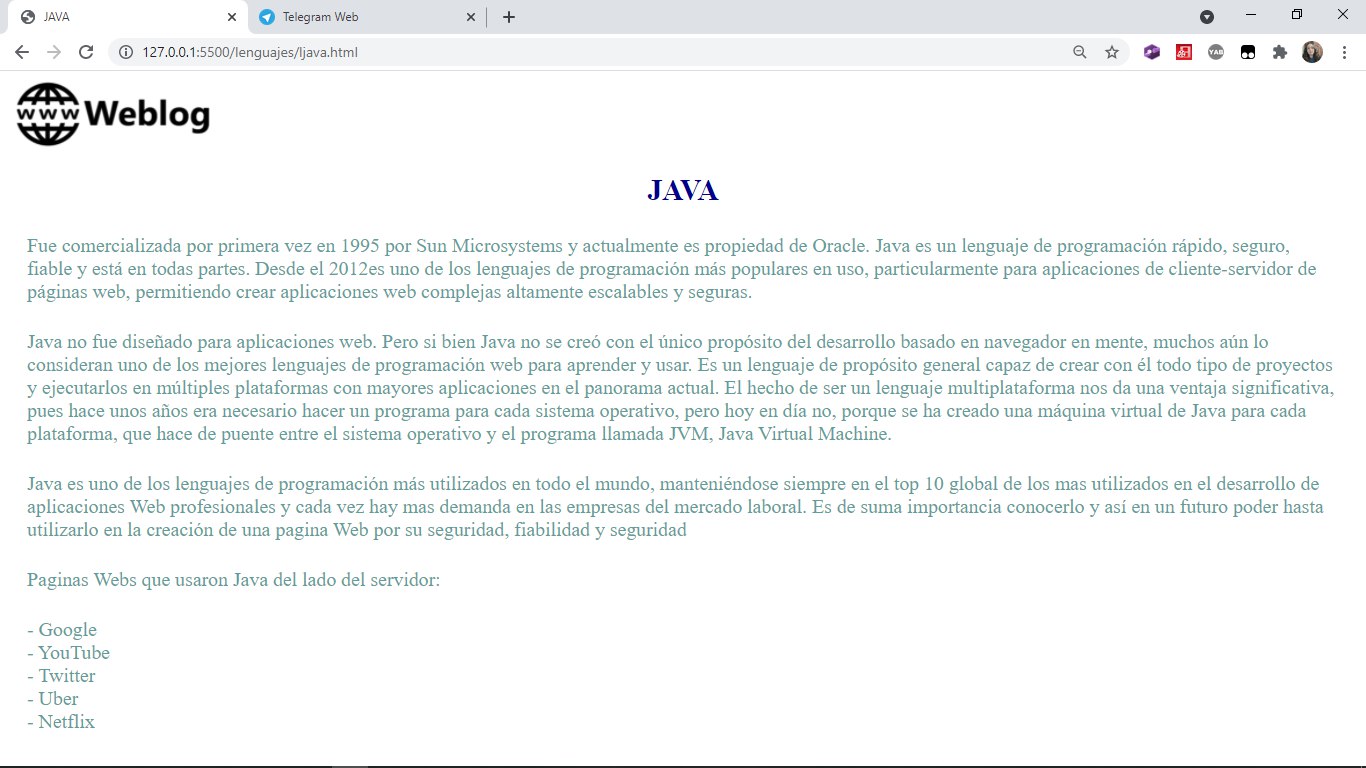 JAVA
Telegram Web
127.0.0.1:5500/lenguajes/ljava.html
YAB
www Weblog
JAVA
Fue comercializada por primera vez en 1995 por Sun Microsystems y actualmente es propiedad de Oracle. Java es un lenguaje de programación rápido, seguro,
fiable y está en todas partes. Desde el 2012es uno de los lenguajes de programación más populares en uso, particularmente para aplicaciones de cliente-servidor de
páginas web, permitiendo crear aplicaciones web complejas altamente escalables y seguras.
Java no fue diseñado para aplicaciones web. Pero si bien Java no se creó con el único propósito del desarrollo basado en navegador en mente, muchos aún lo
consideran uno de los mejores lenguajes de programación web para aprender y usar. Es un lenguaje de propósito general capaz de crear con él todo tipo de proyectos
y ejecutarlos en múltiples plataformas con mayores aplicaciones en el panorama actual. El hecho de ser un lenguaje multiplataforma nos da una ventaja significativa,
pues hace unos años era necesario hacer un programa para cada sistema operativo, pero hoy en día no, porque se ha creado una máquina virtual de Java para cada
plataforma, que hace de puente entre el sistema operativo y el programa llamada JVM, Java Virtual Machine.
Java es uno de los lenguajes de programación más utilizados en todo el mundo, manteniéndose siempre en el top 10 global de los mas utilizados en el desarrollo de
aplicaciones Web profesionales y cada vez hay mas demanda en las empresas del mercado laboral. Es de suma importancia conocerlo y así en un futuro poder hasta
utilizarlo en la creación de una pagina Web por su seguridad, fiabilidad y seguridad
Paginas Webs que usaron Java del lado del servidor:
- Google
- YouTube
- Twitter
- Uber
- Netflix